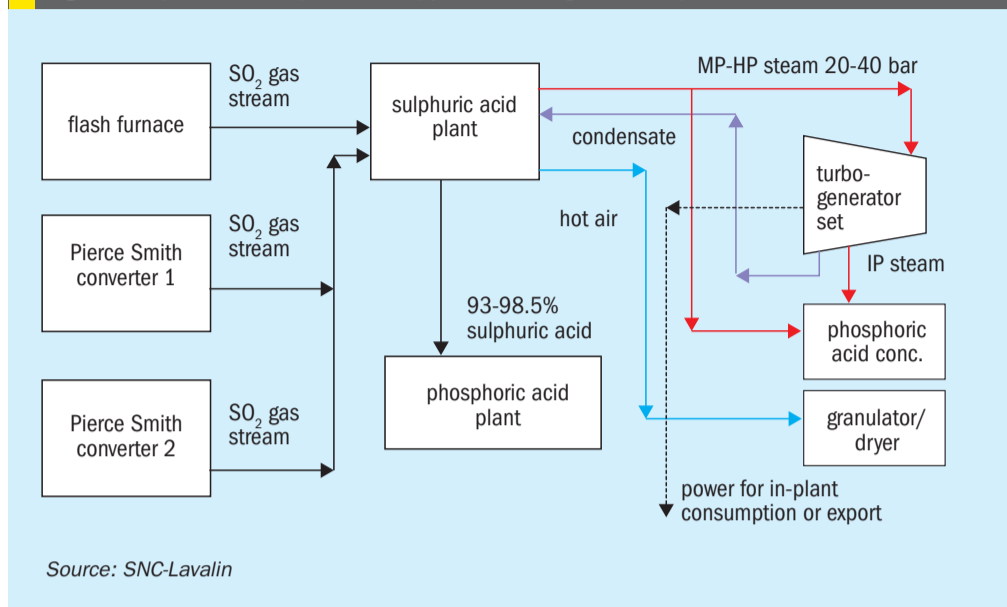 flash furnace
SO₂ gas
stream
sulphuric acid
plant
MP-HP steam 20-40 bar
condensate
turbo-
generator
set
hot air
IP steam
Pierce Smith
converter 1
SO₂ gas
stream
93-98.5%
sulphuric acid
phosphoric acid
conc.
phosphoric acid
plant
granulator/
dryer
Pierce Smith
converter 2
SO₂ gas
stream
power for in-plant
consumption or export
Source: SNC-Lavalin